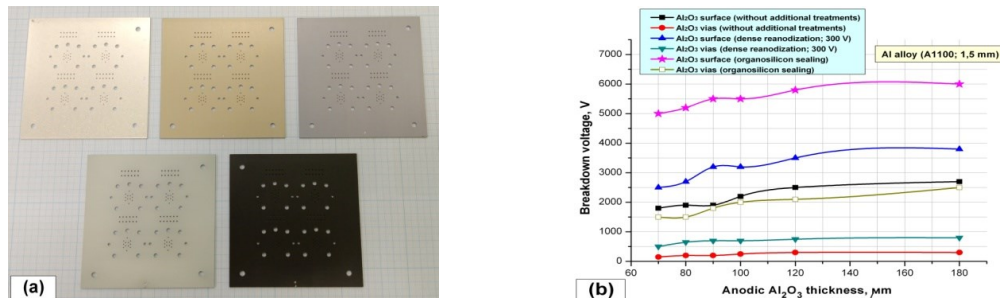 (a)
Al₂O₃ surface (without additional treatments)
Al₂O₃ vias (without additional treatments)
Al₂O₃ surface (dense reanodization; 300 V)
Al₂O₃ vias (dense reanodization; 300 V)
Al₂O₃ surface (organosilicon sealing)
Al₂O₃ vias (organosilicon sealing)
Al alloy (A1100; 1,5 mm)
Breakdown voltage, V
7000
6000
5000
4000
3000
2000
1000
0
60 80 100 120 140 160 180
Anodic Al₂O₃ thickness, μm
(b)